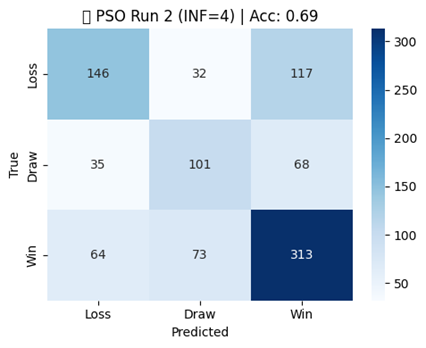 ▯ PSO Run 2 (INF=4) | Acc: 0.69
Loss 146 32 117
Draw 35 101 68
Win 64 73 313
Loss Draw Win
Predicted
True
300
250
200
150
100
50